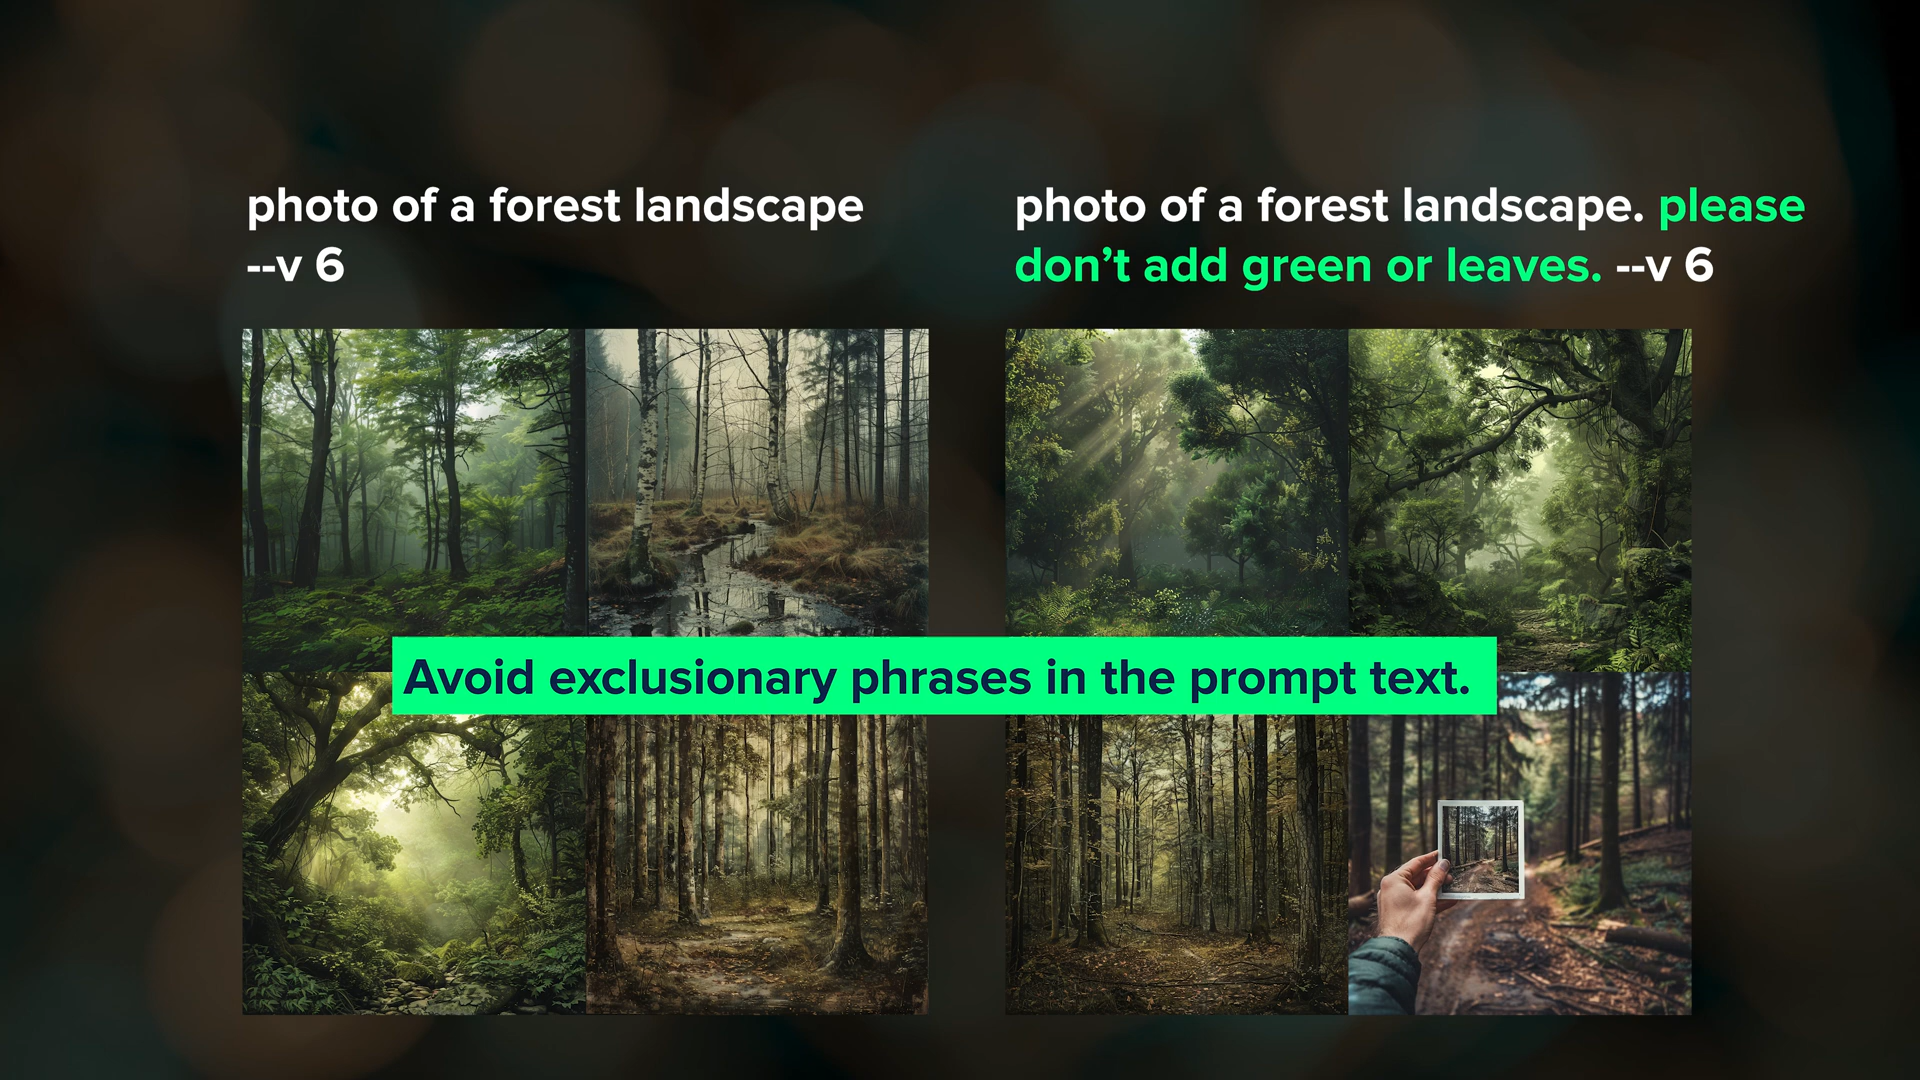 photo of a forest landscape
--v 6
photo of a forest landscape. please
don’t add green or leaves. --v 6
Avoid exclusionary phrases in the prompt text.